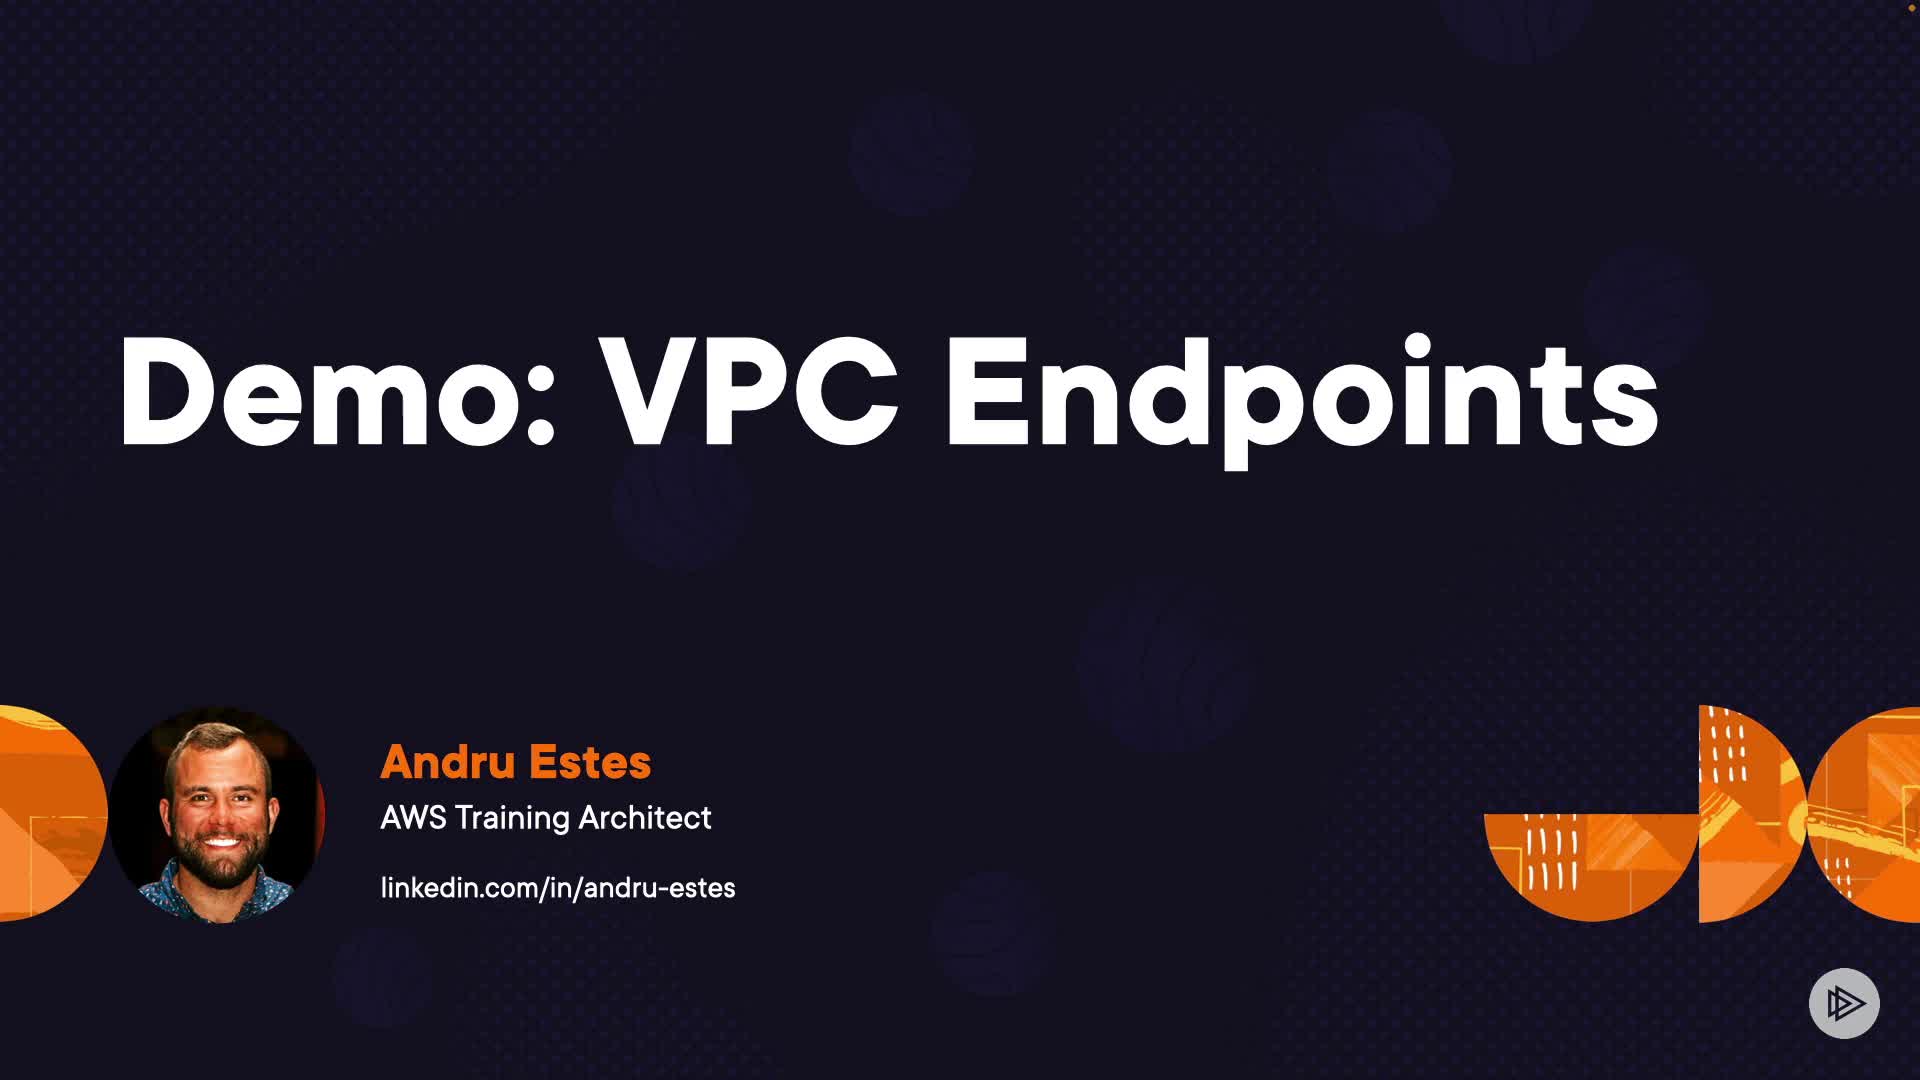 Demo: VPC Endpoints
Andru Estes
AWS Training Architect
linkedin.com/in/andru-estes